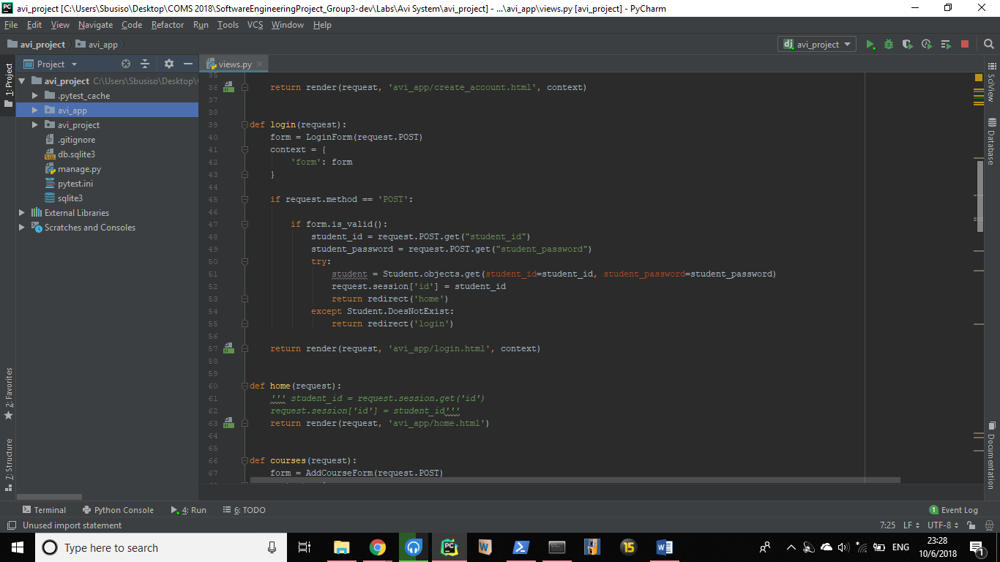 avi_project [C:\Users\Sbusiso\Desktop\COMS 2018\SoftwareEngineeringProject_Group3-dev\Labs\Avi System\avi_project] - ...\avi_app\views.py [avi_project] - PyCharm
File Edit View Navigate Code Refactor Run Tools VCS Window Help
avi_project avi_app
dj avi_project
Project
views.py
1: Project
avi_project C:\Users\Sbusiso\Desktop\
.pytest_cache
avi_app
avi_project
.gitignore
db.sqlite3
manage.py
pytest.ini
sqlite3
External Libraries
Scratches and Consoles
2: Favorites
7: Structure
35
36 return render(request, 'avi_app/create_account.html', context)
37
38
39 def login(request):
40 form = LoginForm(request.POST)
41 context = {
42 'form': form
43 }
44
45 if request.method == 'POST':
46
47 if form.is_valid():
48 student_id = request.POST.get("student_id")
49 student_password = request.POST.get("student_password")
50 try:
51 student = Student.objects.get(student_id=student_id, student_password=student_password)
52 request.session['id'] = student_id
53 return redirect('home')
54 except Student.DoesNotExist:
55 return redirect('login')
56
57 return render(request, 'avi_app/login.html', context)
58
59
60 def home(request):
61 ''' student_id = request.session.get('id')
62 request.session['id'] = student_id'''
63 return render(request, 'avi_app/home.html')
64
65
66 def courses(request):
67 form = AddCourseForm(request.POST)
SciView
Database
Documentation
Terminal Python Console 4: Run 6: TODO
1 Event Log
Unused import statement
7:25 LF UTF-8
Type here to search
ENG
23:28
10/6/2018
1